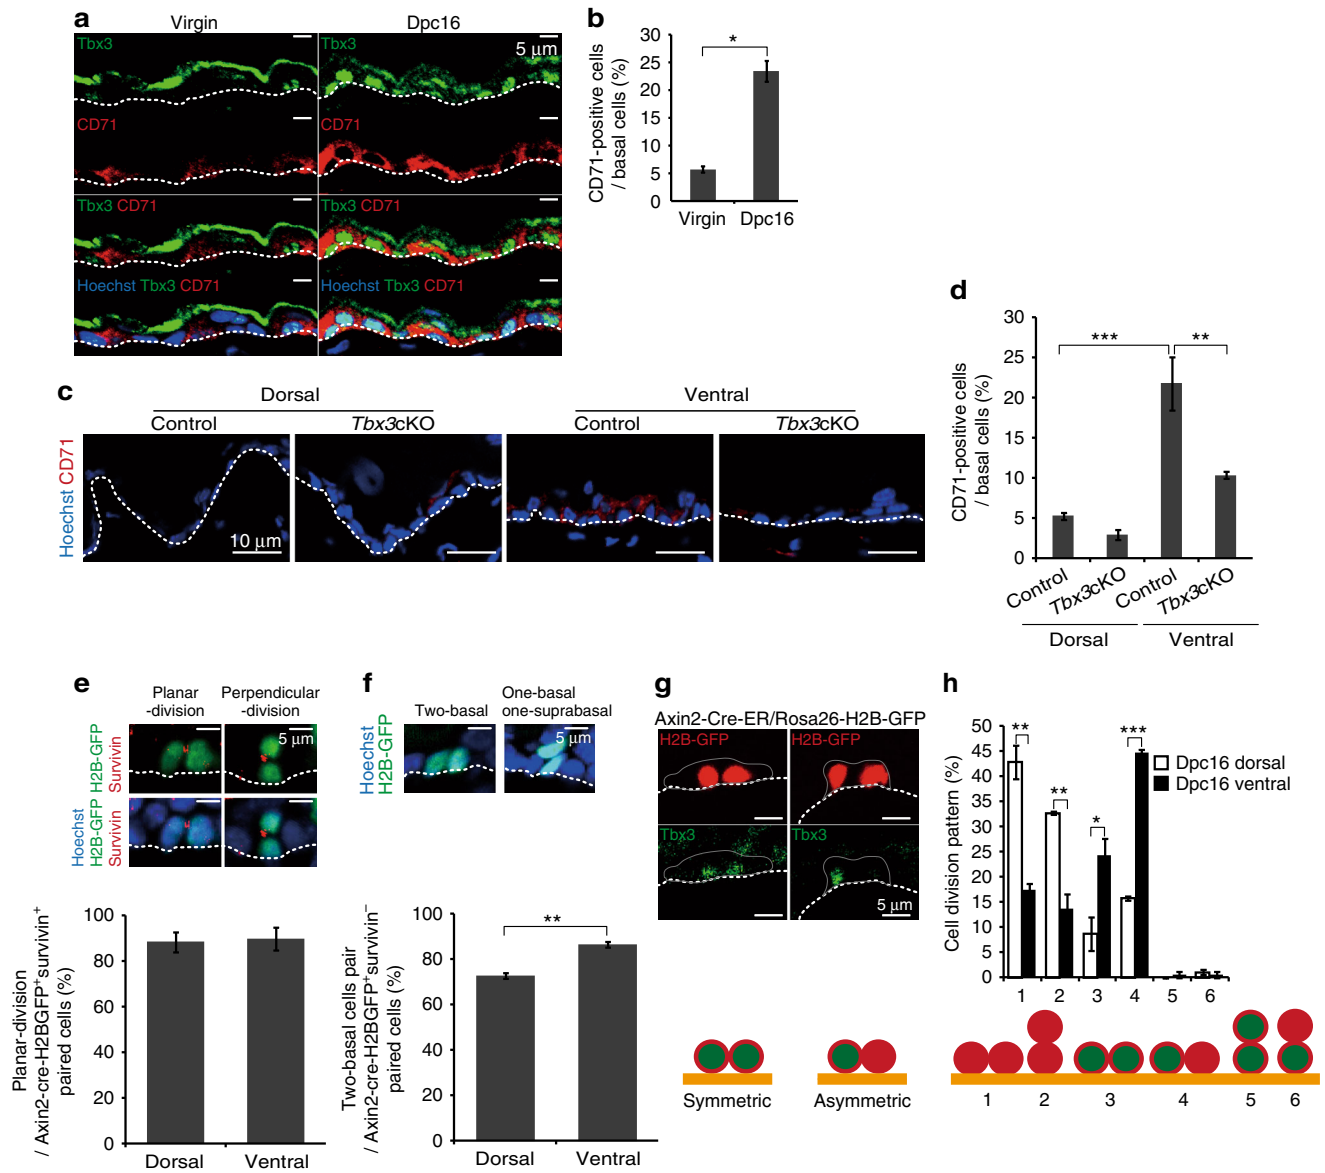 a
Virgin
Dpc16
Tbx3
Tbx3
5 μm
CD71
Tbx3 CD71
Tbx3 CD71
Hoechst Tbx3 CD71
Hoechst Tbx3 CD71
b
CD71-positive cells
/ basal cells (%)
30
25
20
15
10
5
0
*
Virgin
Dpc16
c
Dorsal
Ventral
Control
Tbx3cKO
Control
Tbx3cKO
Hoechst CD71
10 μm
d
CD71-positive cells
/ basal cells (%)
30
25
20
15
10
5
0
***
**
Control
Tbx3cKO
Control
Tbx3cKO
Dorsal
Ventral
e
Planar
-division
Perpendicular
-division
H2B-GFP
Survivin
5 μm
Hoechst
H2B-GFP
Survivin
Planar-division
/ Axin2-cre-H2BGFP+survivin+
paired cells (%)
100
80
60
40
20
0
Dorsal
Ventral
f
Two-basal
One-basal
one-suprabasal
Hoechst
H2B-GFP
5 μm
Two-basal cells pair
/ Axin2-cre-H2BGFP+survivin−
paired cells (%)
100
80
60
40
20
0
**
Dorsal
Ventral
g
Axin2-Cre-ER/Rosa26-H2B-GFP
H2B-GFP
H2B-GFP
Tbx3
Tbx3
5 μm
Symmetric
Asymmetric
h
Cell division pattern (%)
50
45
40
35
30
25
20
15
10
5
0
**
**
*
***
Dpc16 dorsal
Dpc16 ventral
1 2 3 4 5 6
1 2 3 4 5 6